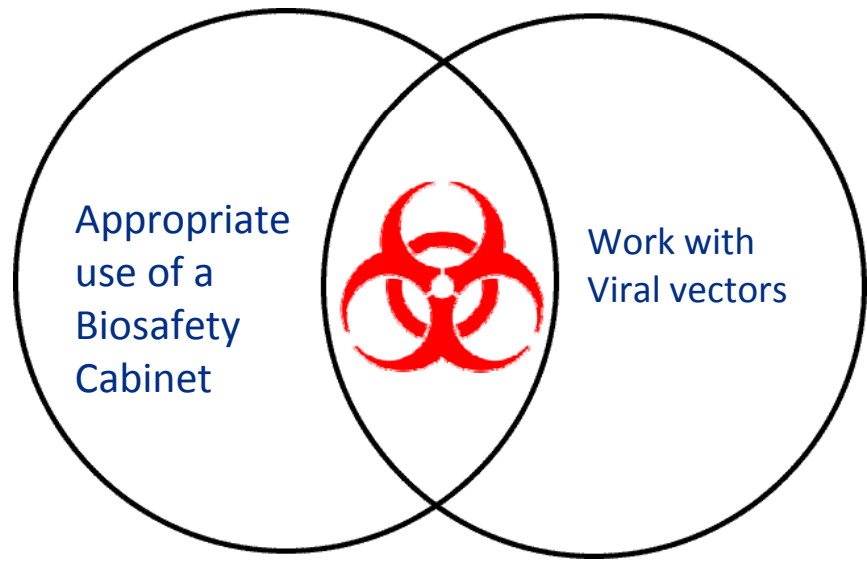 Appropriate
use of a
Biosafety
Cabinet
Work with
Viral vectors